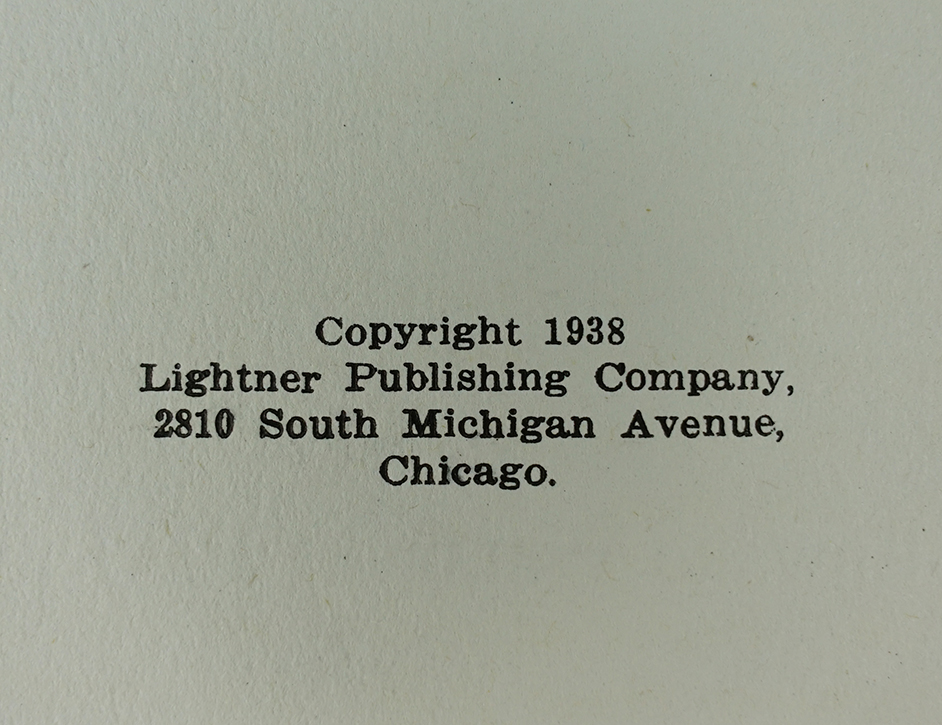 Copyright 1938
Lightner Publishing Company,
2810 South Michigan Avenue,
Chicago.